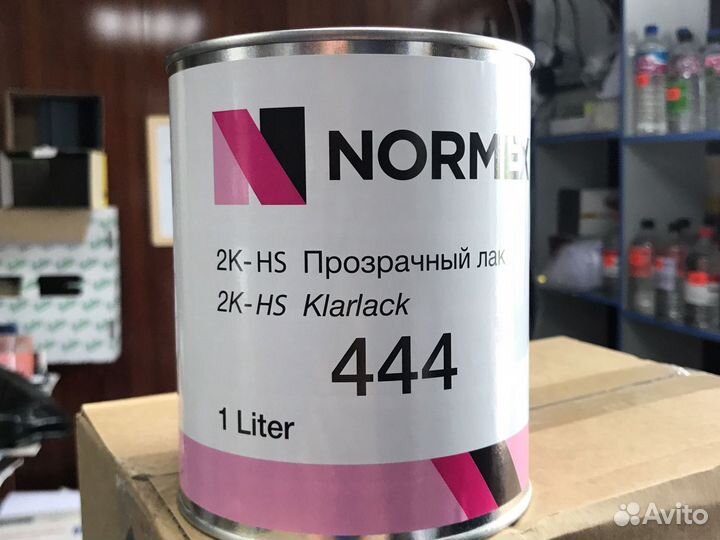 NORMEX
2K-HS Прозрачный лак
2K-HS Klarlack
444
1 Liter
Avito